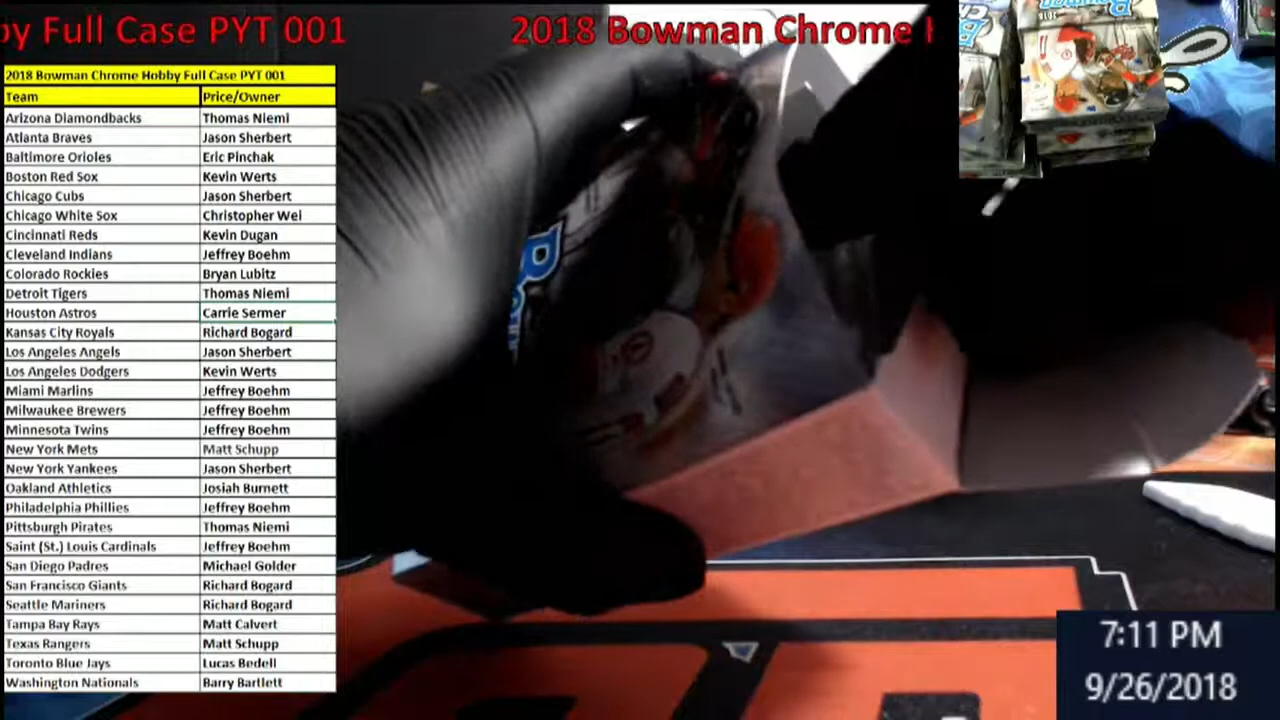 by Full Case PYT 001 2018 Bowman Chrome H
2018 Bowman Chrome Hobby Full Case PYT 001
Team Price/Owner
Arizona Diamondbacks Thomas Niemi
Atlanta Braves Jason Sherbert
Baltimore Orioles Eric Pinchak
Boston Red Sox Kevin Werts
Chicago Cubs Jason Sherbert
Chicago White Sox Christopher Wei
Cincinnati Reds Kevin Dugan
Cleveland Indians Jeffrey Boehm
Colorado Rockies Bryan Lubitz
Detroit Tigers Thomas Niemi
Houston Astros Carrie Sermer
Kansas City Royals Richard Bogard
Los Angeles Angels Jason Sherbert
Los Angeles Dodgers Kevin Werts
Miami Marlins Jeffrey Boehm
Milwaukee Brewers Jeffrey Boehm
Minnesota Twins Jeffrey Boehm
New York Mets Matt Schupp
New York Yankees Jason Sherbert
Oakland Athletics Josiah Burnett
Philadelphia Phillies Jeffrey Boehm
Pittsburgh Pirates Thomas Niemi
Saint (St.) Louis Cardinals Jeffrey Boehm
San Diego Padres Michael Golder
San Francisco Giants Richard Bogard
Seattle Mariners Richard Bogard
Tampa Bay Rays Matt Calvert
Texas Rangers Matt Schupp
Toronto Blue Jays Lucas Bedell
Washington Nationals Barry Bartlett
7:11 PM
9/26/2018